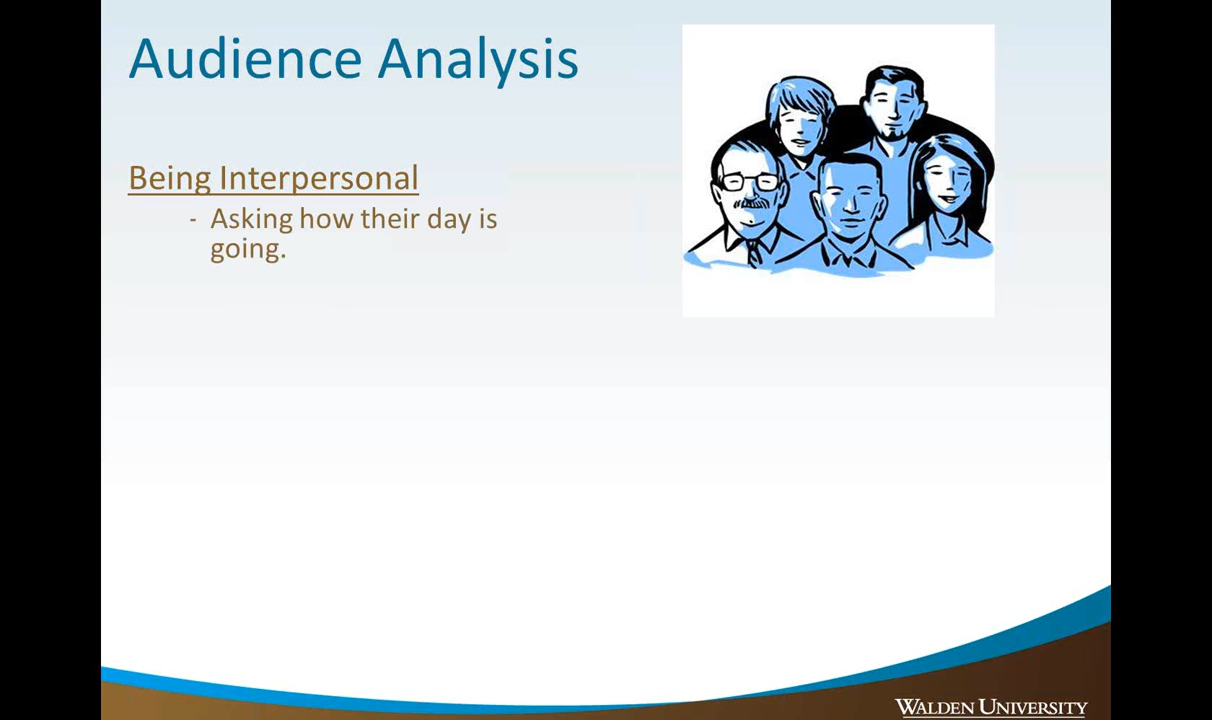 Audience Analysis
Being Interpersonal
- Asking how their day is
going.
WALDEN UNIVERSITY